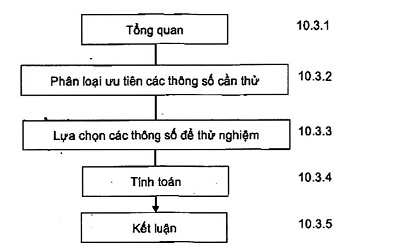 Tổng quan 10.3.1
Phân loại ưu tiên các thông số cần thử 10.3.2
Lựa chọn các thông số để thử nghiệm 10.3.3
Tính toán 10.3.4
Kết luận 10.3.5